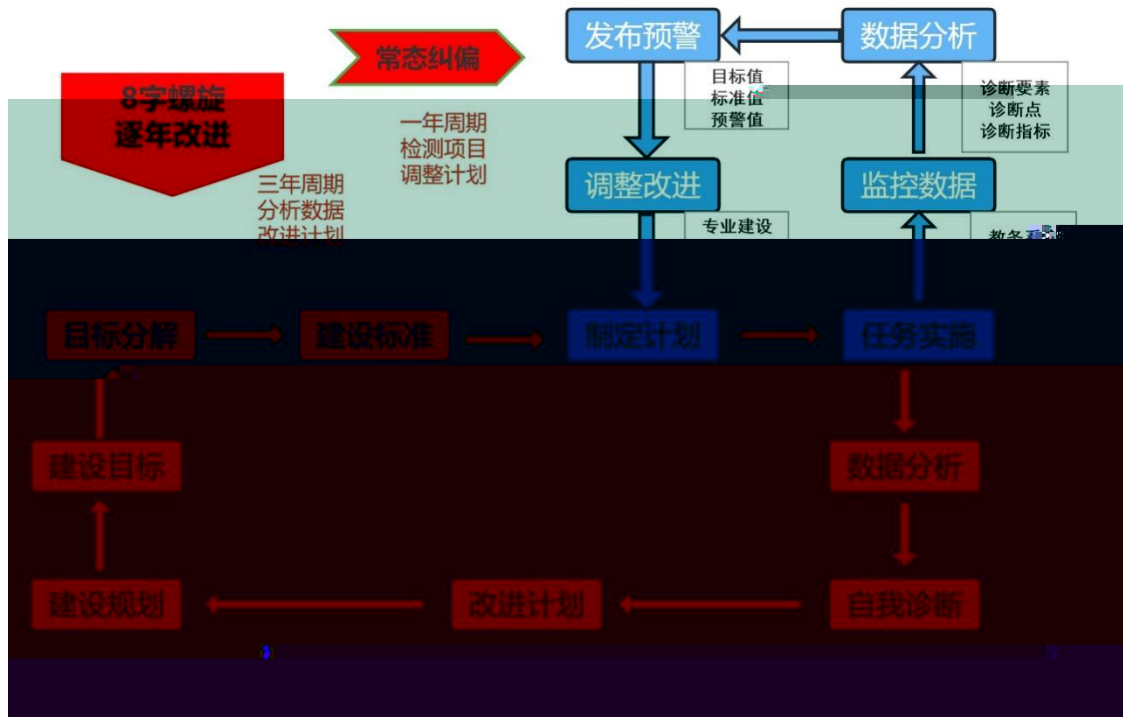 发布预警
数据分析
常态纠偏
8字螺旋
逐年改进
目标值
标准值
预警值
诊断要素
诊断点
诊断指标
一年周期
检测项目
调整计划
三年周期
分析数据
改进计划
调整改进
监控数据
专业建设
教务
目标分解
建设标准
制定计划
任务实施
建设目标
数据分析
建设规划
改进计划
自我诊断